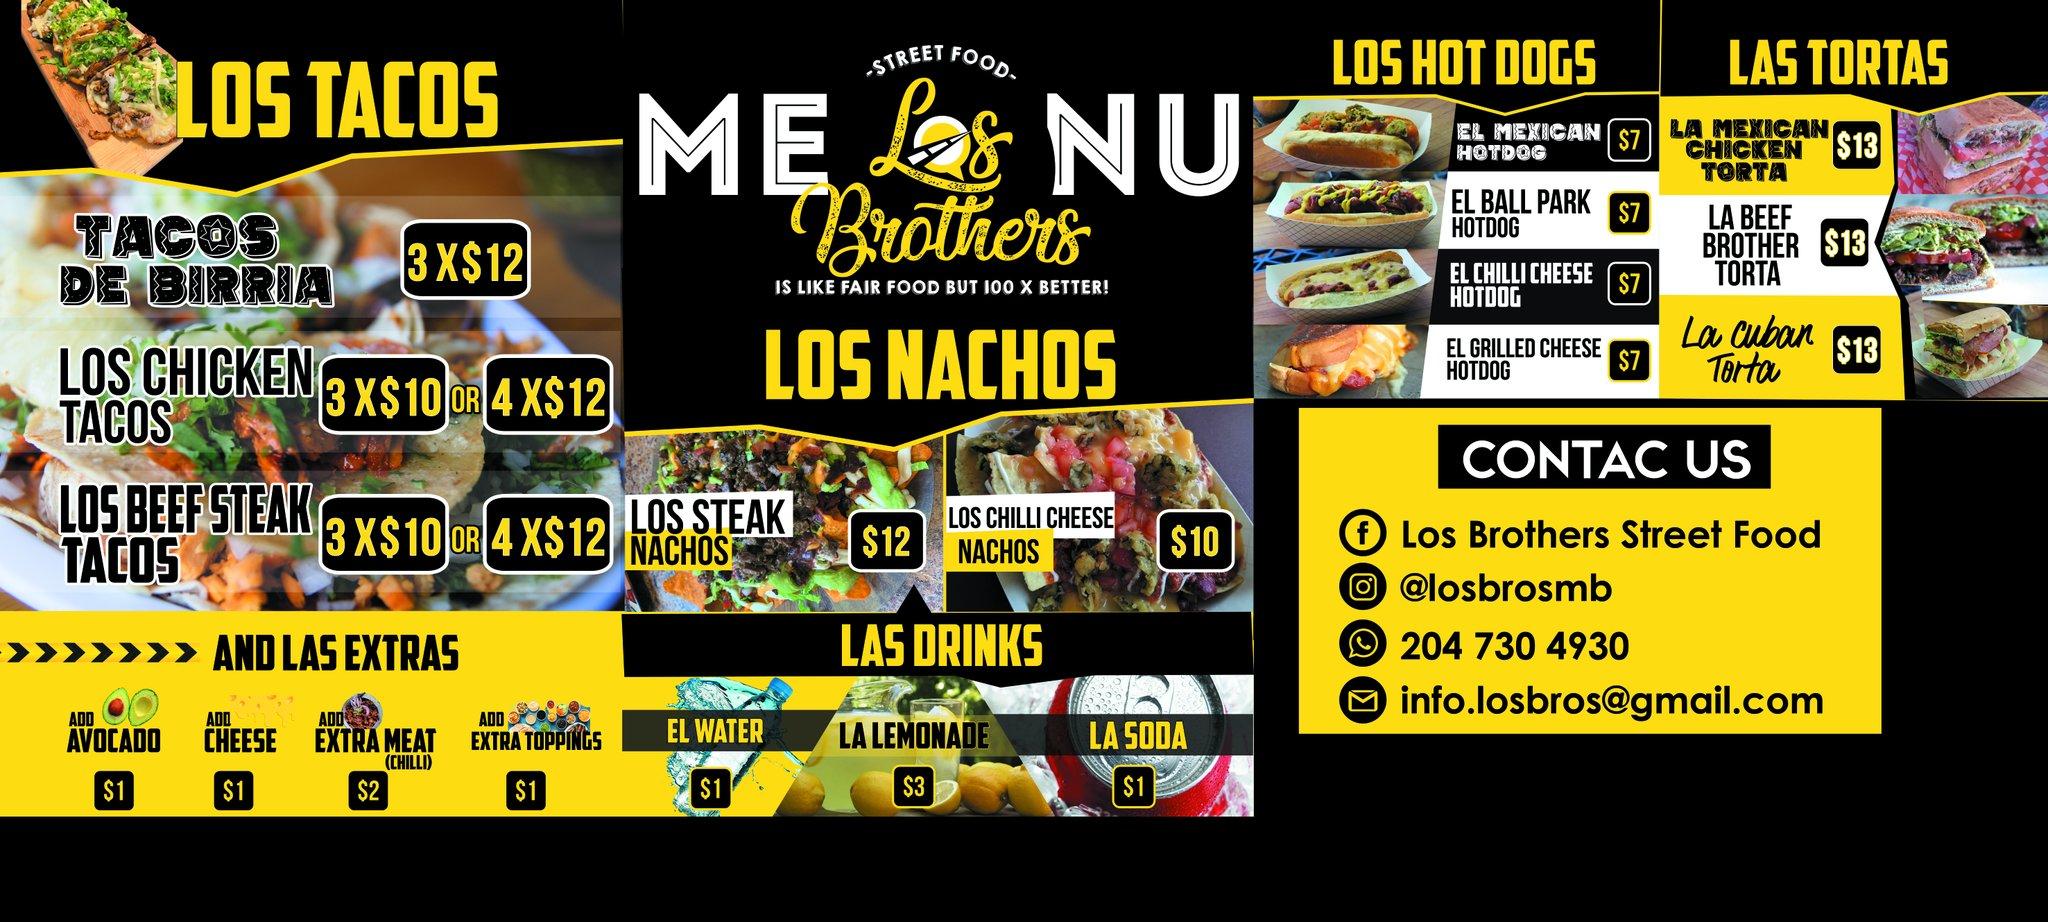 LOS TACOS
TACOS
DE BIRRIA
3 X $12
LOS CHICKEN
TACOS
3 X $10 OR 4 X $12
LOS BEEF STEAK
TACOS
3 X $10 OR 4 X $12
AND LAS EXTRAS
ADD
AVOCADO
$1
ADD
CHEESE
$1
ADD
EXTRA MEAT
(CHILLI)
$2
ADD
EXTRA TOPPINGS
$1
-STREET FOOD-
MENU
Los
Brothers
IS LIKE FAIR FOOD BUT 100 X BETTER!
LOS NACHOS
LOS STEAK
NACHOS
$12
LOS CHILLI CHEESE
NACHOS
$10
LAS DRINKS
EL WATER
$1
LA LEMONADE
$3
LA SODA
$1
LOS HOT DOGS
EL MEXICAN
HOTDOG
$7
EL BALL PARK
HOTDOG
$7
EL CHILLI CHEESE
HOTDOG
$7
EL GRILLED CHEESE
HOTDOG
$7
LAS TORTAS
LA MEXICAN
CHICKEN
TORTA
$13
LA BEEF
BROTHER
TORTA
$13
La Cuban
Torta
$13
CONTAC US
Los Brothers Street Food
@losbrosmb
204 730 4930
info.losbros@gmail.com